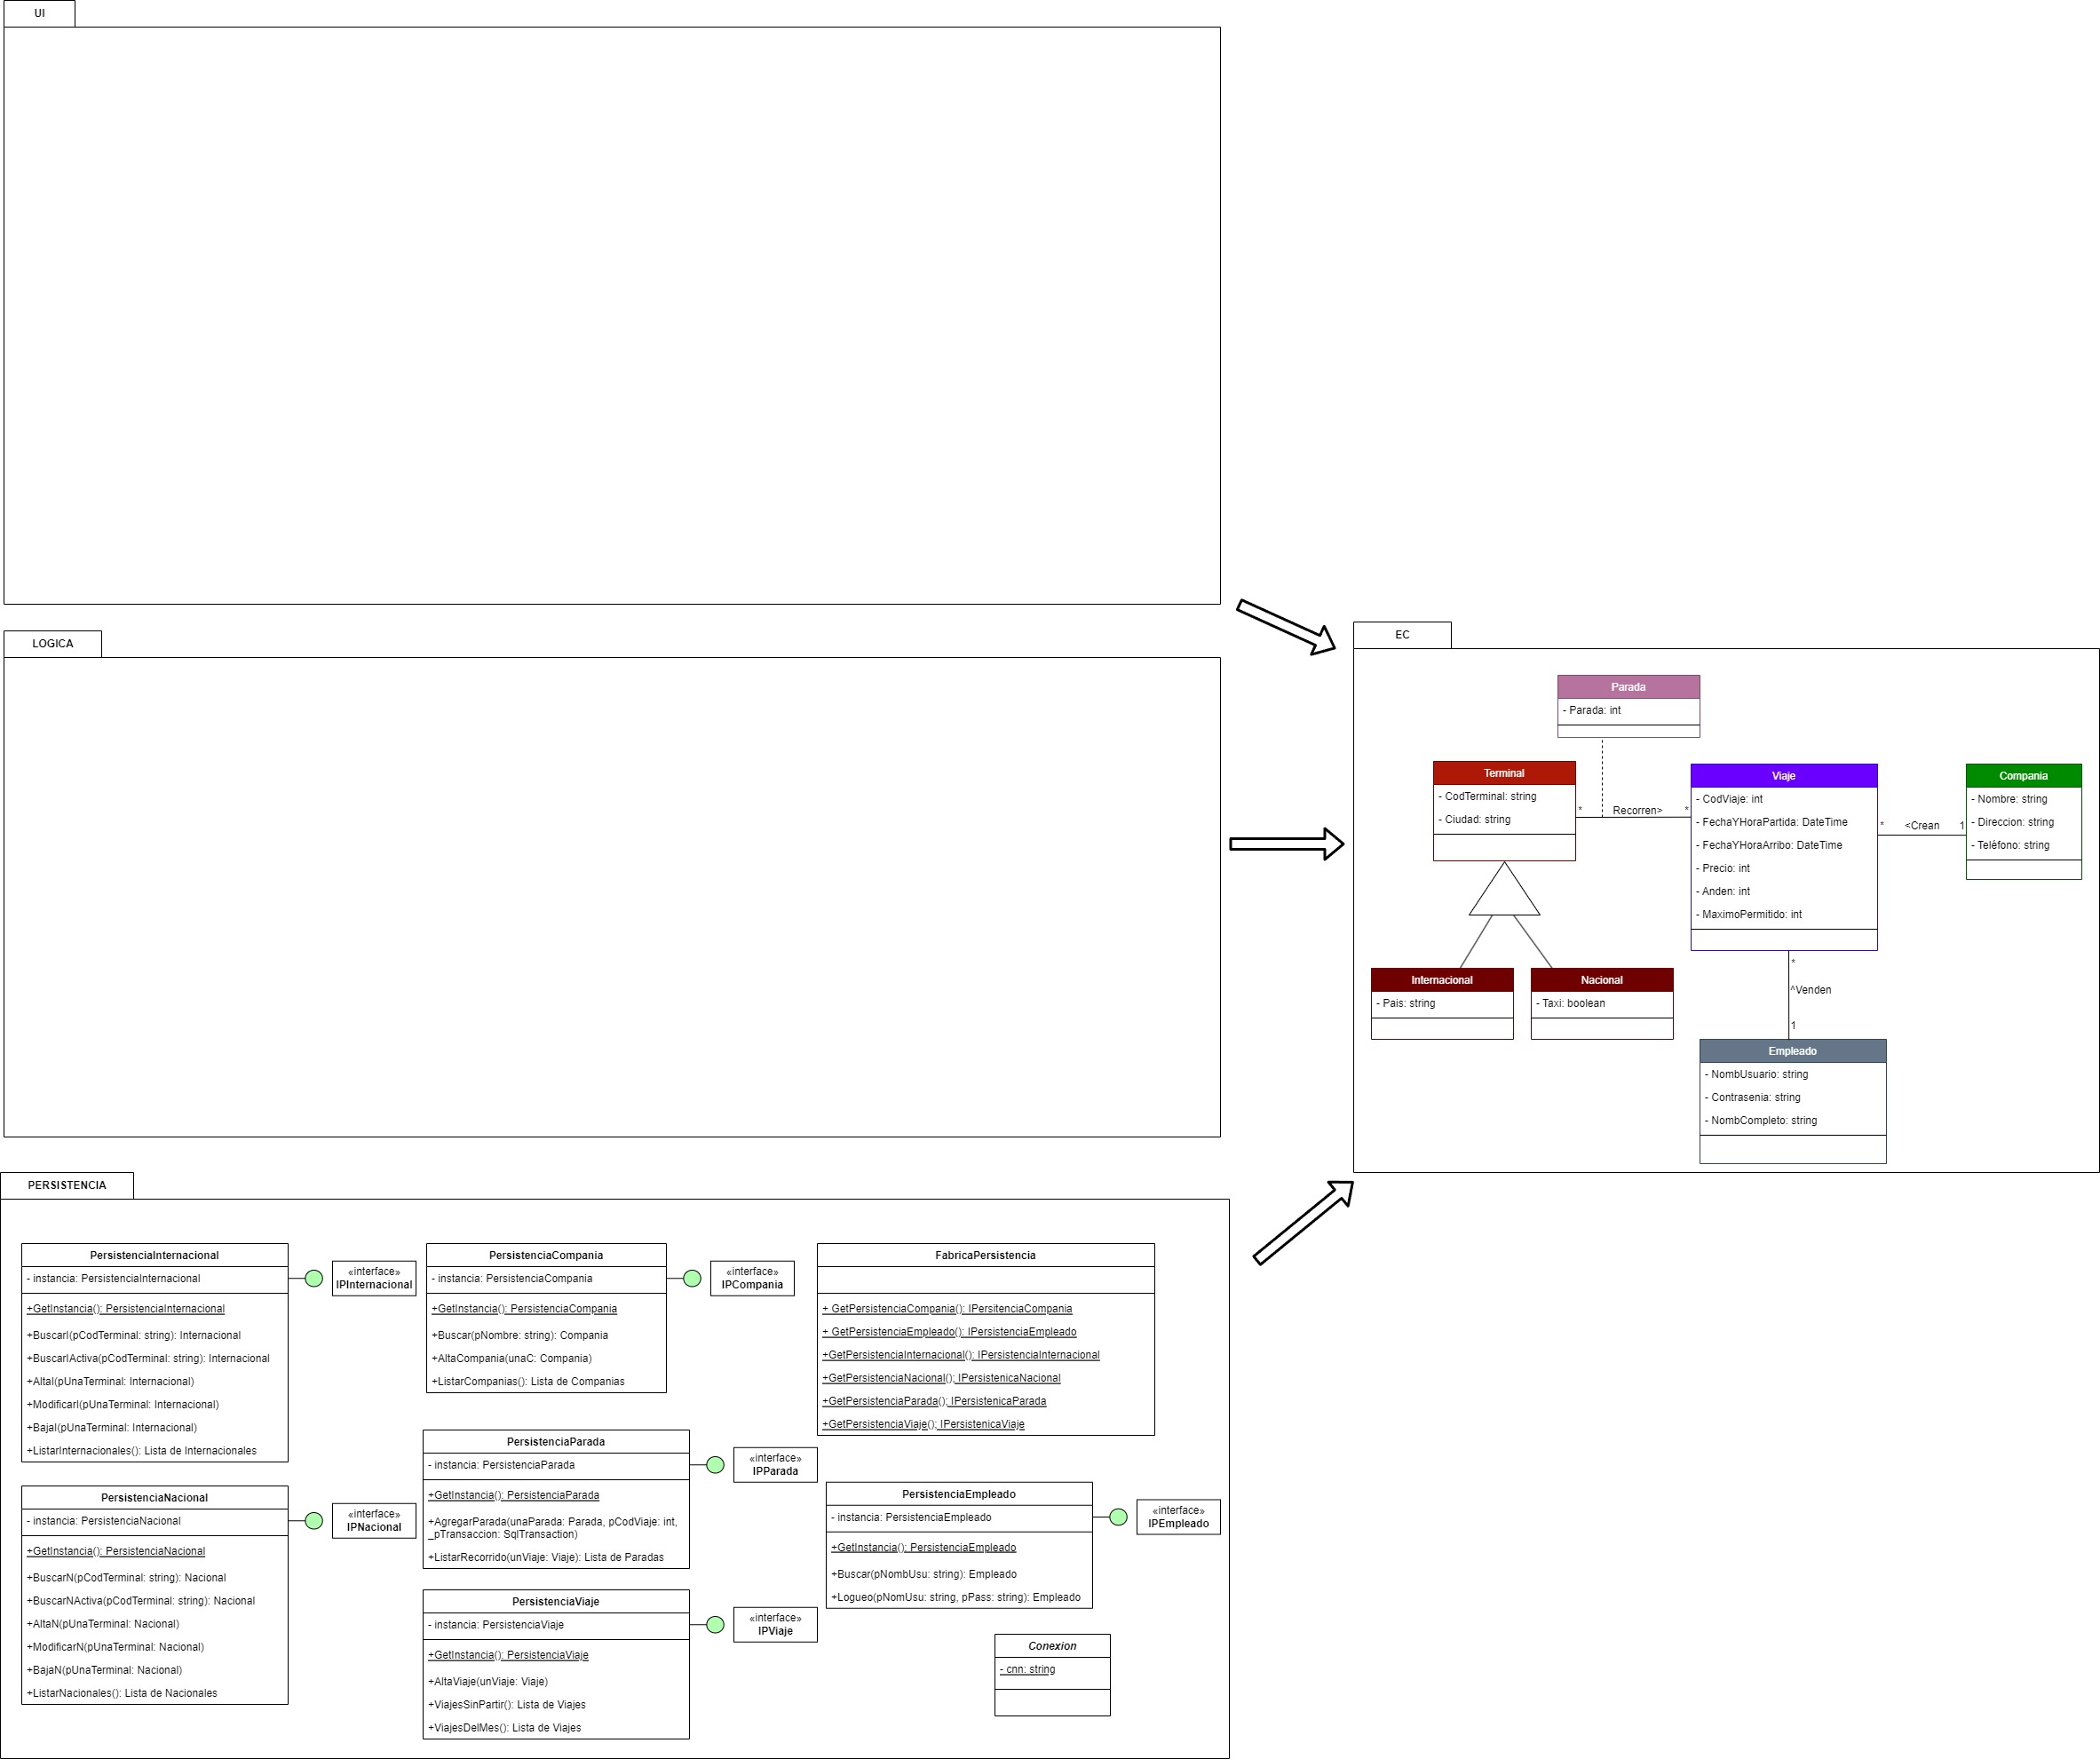 UI
LOGICA
EC
Parada
- Parada: int
Terminal
- CodTerminal: string
- Ciudad: string
*
Recorren>
*
Viaje
- CodViaje: int
- FechaYHoraPartida: DateTime
- FechaYHoraArribo: DateTime
- Precio: int
- Anden: int
- MaximoPermitido: int
*
<Crean
1
Compania
- Nombre: string
- Direccion: string
- Teléfono: string
Internacional
- Pais: string
Nacional
- Taxi: boolean
*
^Venden
1
Empleado
- NombUsuario: string
- Contrasenia: string
- NombCompleto: string
PERSISTENCIA
PersistenciaInternacional
- instancia: PersistenciaInternacional
+GetInstancia(): PersistenciaInternacional
+BuscarI(pCodTerminal: string): Internacional
+BuscarIActiva(pCodTerminal: string): Internacional
+AltaI(pUnaTerminal: Internacional)
+ModificarI(pUnaTerminal: Internacional)
+BajaI(pUnaTerminal: Internacional)
+ListarInternacionales(): Lista de Internacionales
«interface»
IPInternacional
PersistenciaCompania
- instancia: PersistenciaCompania
+GetInstancia(): PersistenciaCompania
+Buscar(pNombre: string): Compania
+AltaCompania(unaC: Compania)
+ListarCompanias(): Lista de Companias
«interface»
IPCompania
FabricaPersistencia
+ GetPersistenciaCompania(): IPersitenciaCompania
+ GetPersistenciaEmpleado(): IPersistenciaEmpleado
+GetPersistenciaInternacional(): IPersistenciaInternacional
+GetPersistenciaNacional(): IPersistenicaNacional
+GetPersistenciaParada(): IPersistenicaParada
+GetPersistenciaViaje(): IPersistenicaViaje
PersistenciaNacional
- instancia: PersistenciaNacional
+GetInstancia(): PersistenciaNacional
+BuscarN(pCodTerminal: string): Nacional
+BuscarNActiva(pCodTerminal: string): Nacional
+AltaN(pUnaTerminal: Nacional)
+ModificarN(pUnaTerminal: Nacional)
+BajaN(pUnaTerminal: Nacional)
+ListarNacionales(): Lista de Nacionales
«interface»
IPNacional
PersistenciaParada
- instancia: PersistenciaParada
+GetInstancia(): PersistenciaParada
+AgregarParada(unaParada: Parada, pCodViaje: int,
_pTransaccion: SqlTransaction)
+ListarRecorrido(unViaje: Viaje): Lista de Paradas
«interface»
IPParada
PersistenciaEmpleado
- instancia: PersistenciaEmpleado
+GetInstancia(): PersistenciaEmpleado
+Buscar(pNombUsu: string): Empleado
+Logueo(pNomUsu: string, pPass: string): Empleado
«interface»
IPEmpleado
PersistenciaViaje
- instancia: PersistenciaViaje
+GetInstancia(): PersistenciaViaje
+AltaViaje(unViaje: Viaje)
+ViajesSinPartir(): Lista de Viajes
+ViajesDelMes(): Lista de Viajes
«interface»
IPViaje
Conexion
- cnn: string